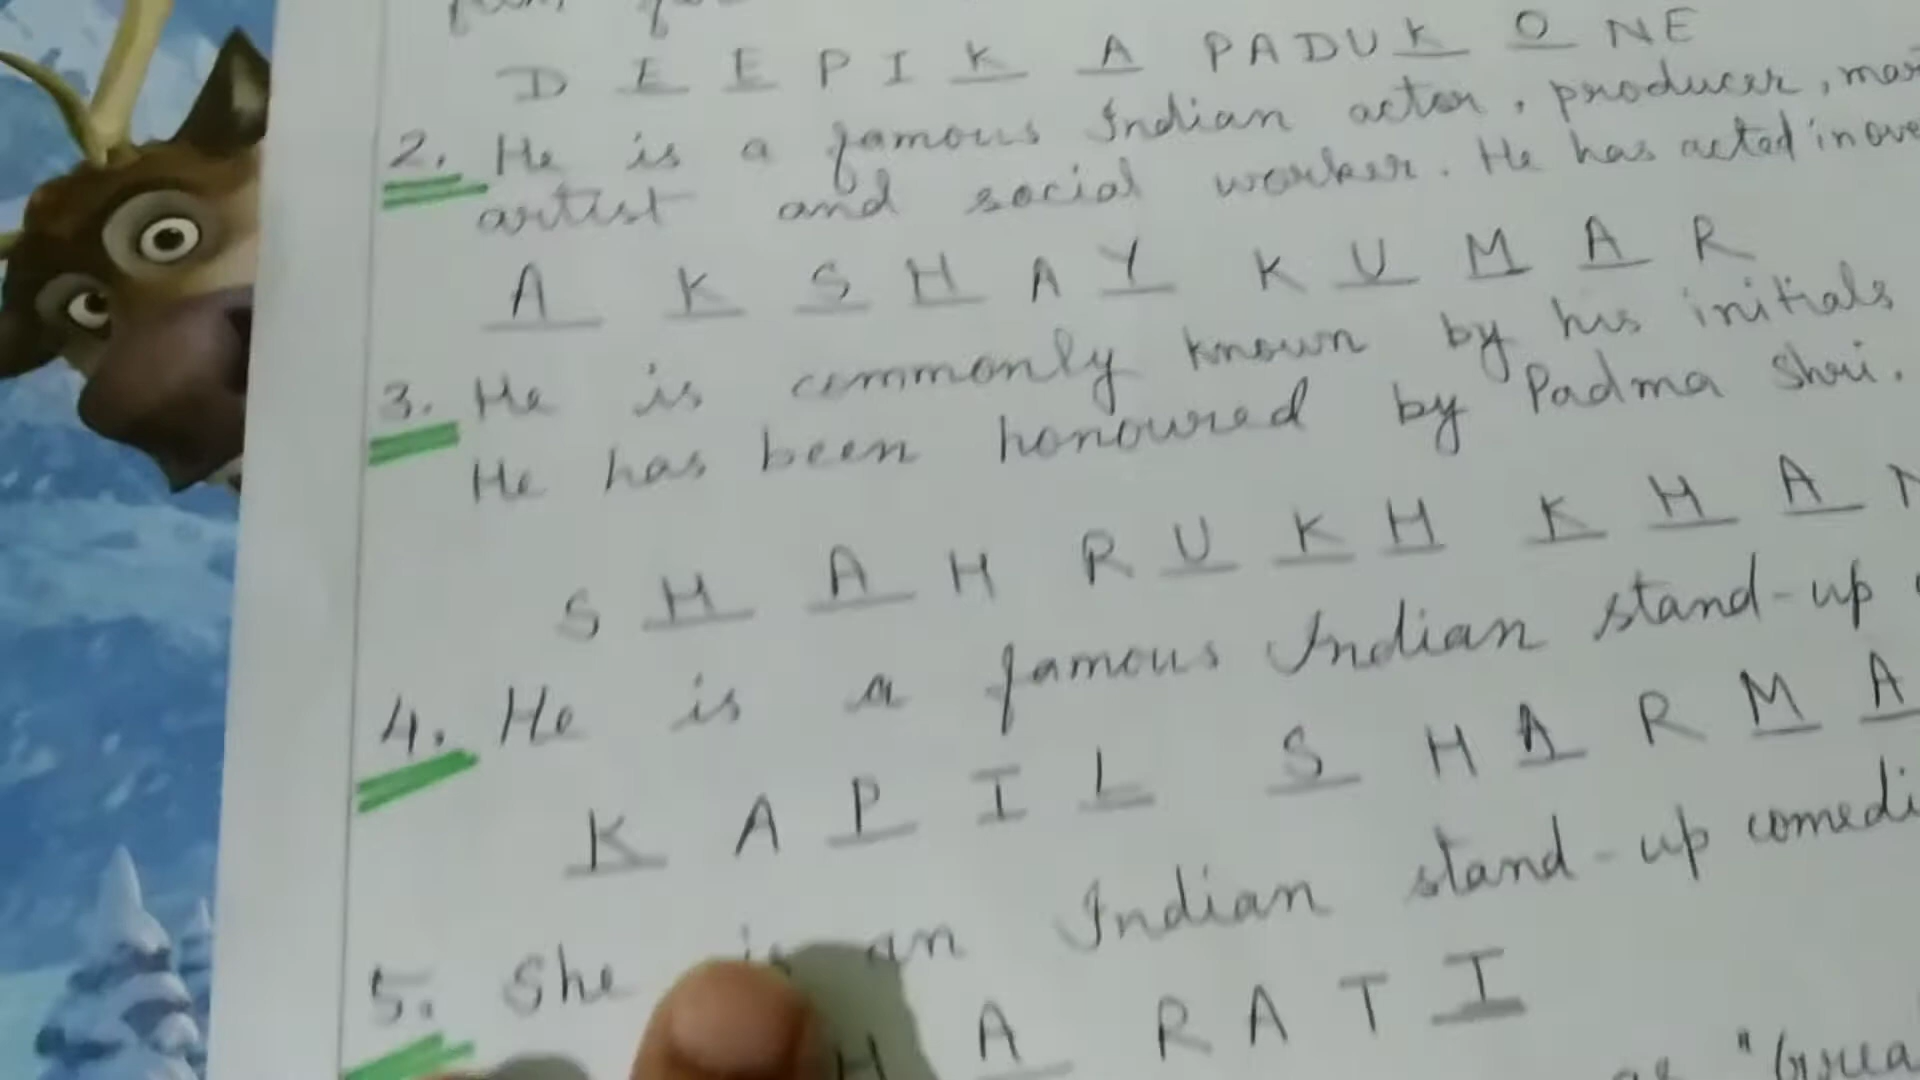 D E E P I K A PADUK O NE
2. He is a famous Indian actor, producer,
artist and social worker. He has acted in
A K S H A Y K U M A R
3. He is commonly known by his initials
He has been honoured by Padma Shri.
S H A H R U K H K H A N
4. He is a famous Indian stand-up
K A P I L S H A R M A
5. She is an Indian stand-up
H A R A T I